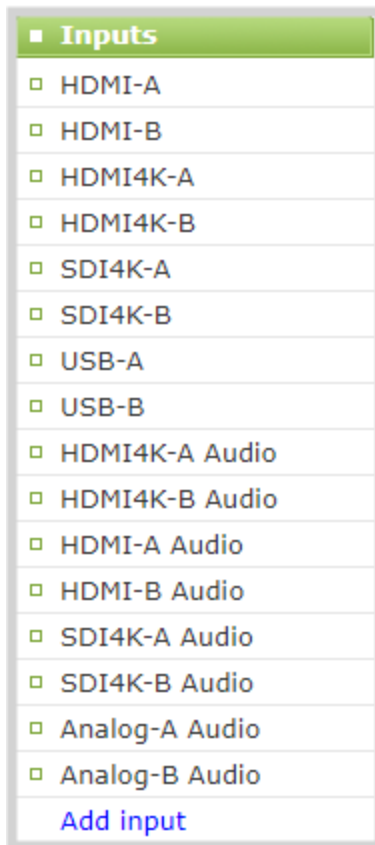 Inputs
HDMI-A
HDMI-B
HDMI4K-A
HDMI4K-B
SDI4K-A
SDI4K-B
USB-A
USB-B
HDMI4K-A Audio
HDMI4K-B Audio
HDMI-A Audio
HDMI-B Audio
SDI4K-A Audio
SDI4K-B Audio
Analog-A Audio
Analog-B Audio
Add input